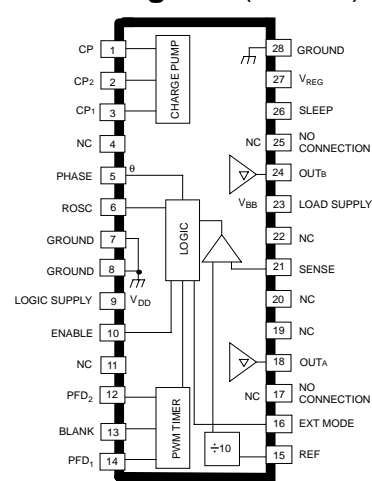 CP 1
CP2 2
CP1 3
NC 4
PHASE 5 θ
ROSC 6
GROUND 7
GROUND 8
LOGIC SUPPLY 9 VDD
ENABLE 10
NC 11
PFD2 12
BLANK 13
PFD1 14
CHARGE PUMP
LOGIC
PWM TIMER
÷10
28 GROUND
27 VREG
26 SLEEP
NC 25 NO
CONNECTION
24 OUTB
VBB 23 LOAD SUPPLY
22 NC
21 SENSE
20 NC
19 NC
18 OUTA
NC 17 NO
CONNECTION
16 EXT MODE
15 REF